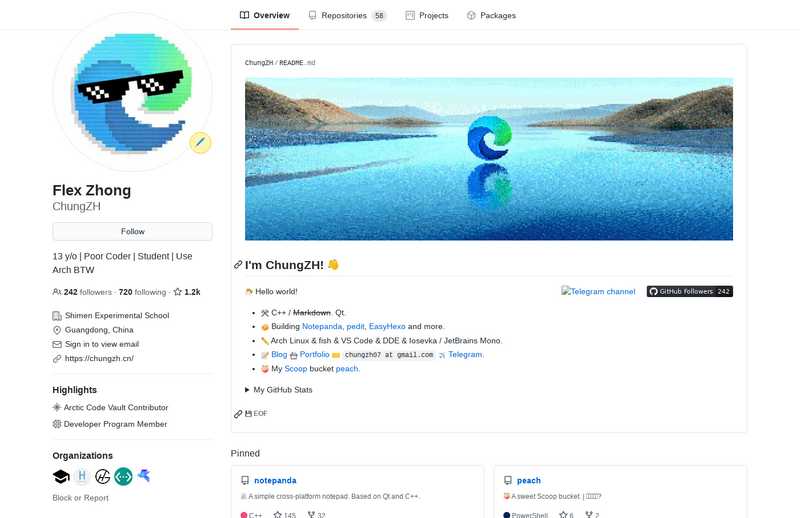 Overview Repositories 58 Projects Packages
ChungZH / README.md
Flex Zhong
ChungZH
Follow
13 y/o | Poor Coder | Student | Use
Arch BTW
242 followers · 720 following · 1.2k
Shimen Experimental School
Guangdong, China
Sign in to view email
https://chungzh.cn/
Highlights
Arctic Code Vault Contributor
Developer Program Member
Organizations
Block or Report
I'm ChungZH! 👋
Hello world!
Telegram channel GitHub Followers 242
C++ / Markdown. Qt.
Building Notepanda, pedit, EasyHexo and more.
Arch Linux & fish & VS Code & DDE & Iosevka / JetBrains Mono.
Blog Portfolio chungzh07 at gmail.com Telegram.
My Scoop bucket peach.
My GitHub Stats
EOF
Pinned
notepanda
A simple cross-platform notepad. Based on Qt and C++.
C++ 145 32
peach
A sweet Scoop bucket. |
PowerShell 6 2